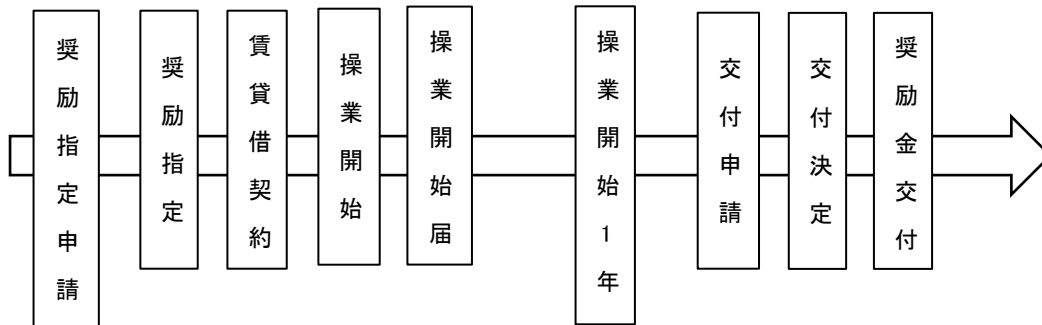 奨励指定申請
奨励指定
賃貸借契約
操業開始
操業開始届
操業開始1年
交付申請
交付決定
奨励金交付